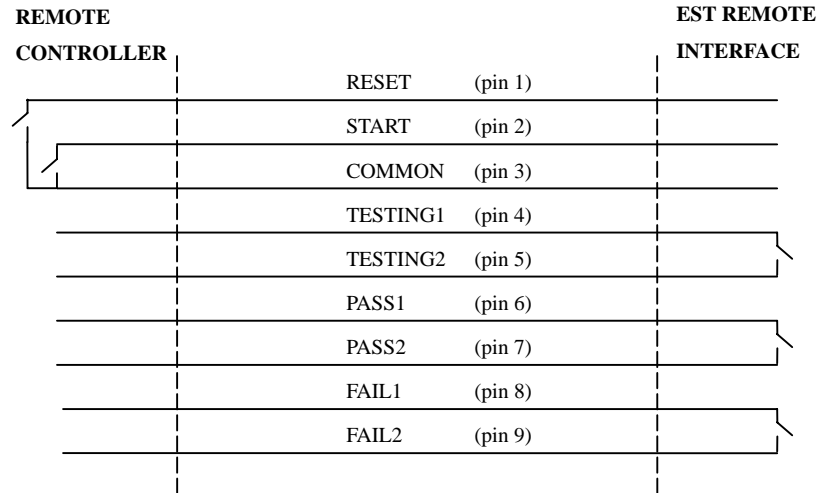 REMOTE
CONTROLLER
EST REMOTE
INTERFACE
RESET (pin 1)
START (pin 2)
COMMON (pin 3)
TESTING1 (pin 4)
TESTING2 (pin 5)
PASS1 (pin 6)
PASS2 (pin 7)
FAIL1 (pin 8)
FAIL2 (pin 9)